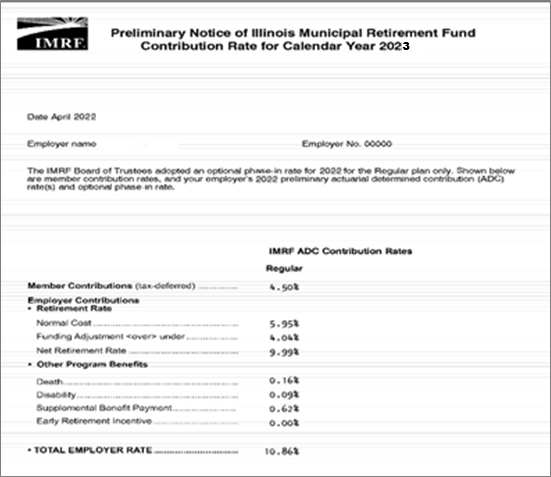 IMRF
Preliminary Notice of Illinois Municipal Retirement Fund
Contribution Rate for Calendar Year 2023
Date April 2022
Employer name Employer No. 00000
The IMRF Board of Trustees adopted an optional phase-in rate for 2022 for the Regular plan only. Shown below
are member contribution rates, and your employer's 2022 preliminary actuarial determined contribution (ADC)
rate(s) and optional phase in rate.
IMRF ADC Contribution Rates
Regular
Member Contributions (tax-deferred) .............. 4.50%
Employer Contributions
• Retirement Rate
Normal Cost .............. 5.95%
Funding Adjustment <over> under .............. 4.04%
Net Retirement Rate .............. 9.99%
• Other Program Benefits
Death .............. 0.16%
Disability .............. 0.09%
Supplemental Benefit Payment .............. 0.62%
Early Retirement Incentive .............. 0.00%
• TOTAL EMPLOYER RATE .............. 10.86%